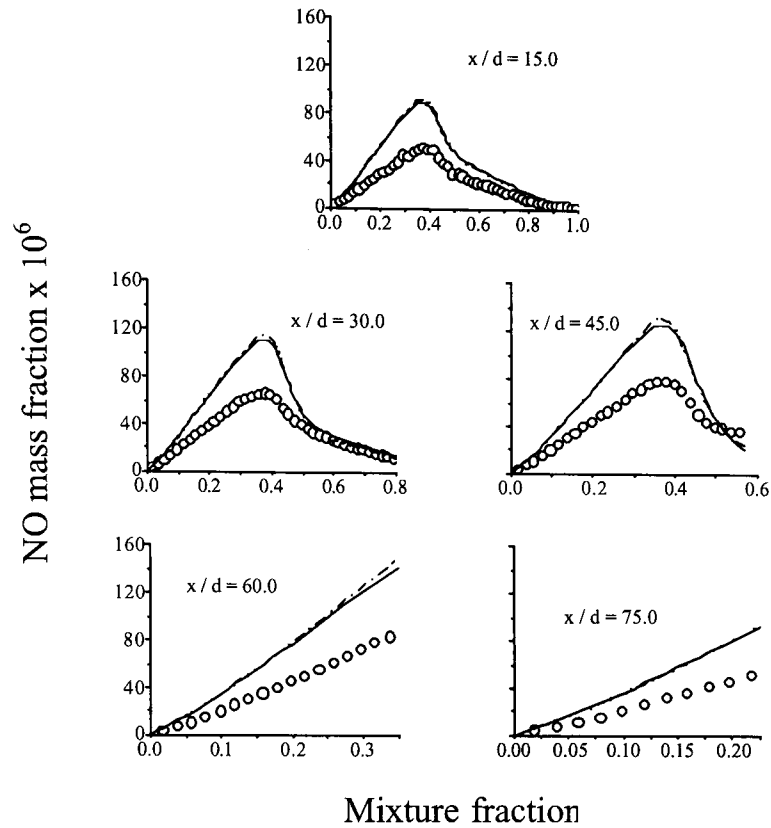 NO mass fraction x 10^6
160
120
80
40
0
x / d = 15.0
0.0 0.2 0.4 0.6 0.8 1.0
160
120
80
40
0
x / d = 30.0
0.0 0.2 0.4 0.6 0.8
x / d = 45.0
0.0 0.2 0.4 0.6
160
120
80
40
0
x / d = 60.0
0.0 0.1 0.2 0.3
x / d = 75.0
0.00 0.05 0.10 0.15 0.20
Mixture fraction